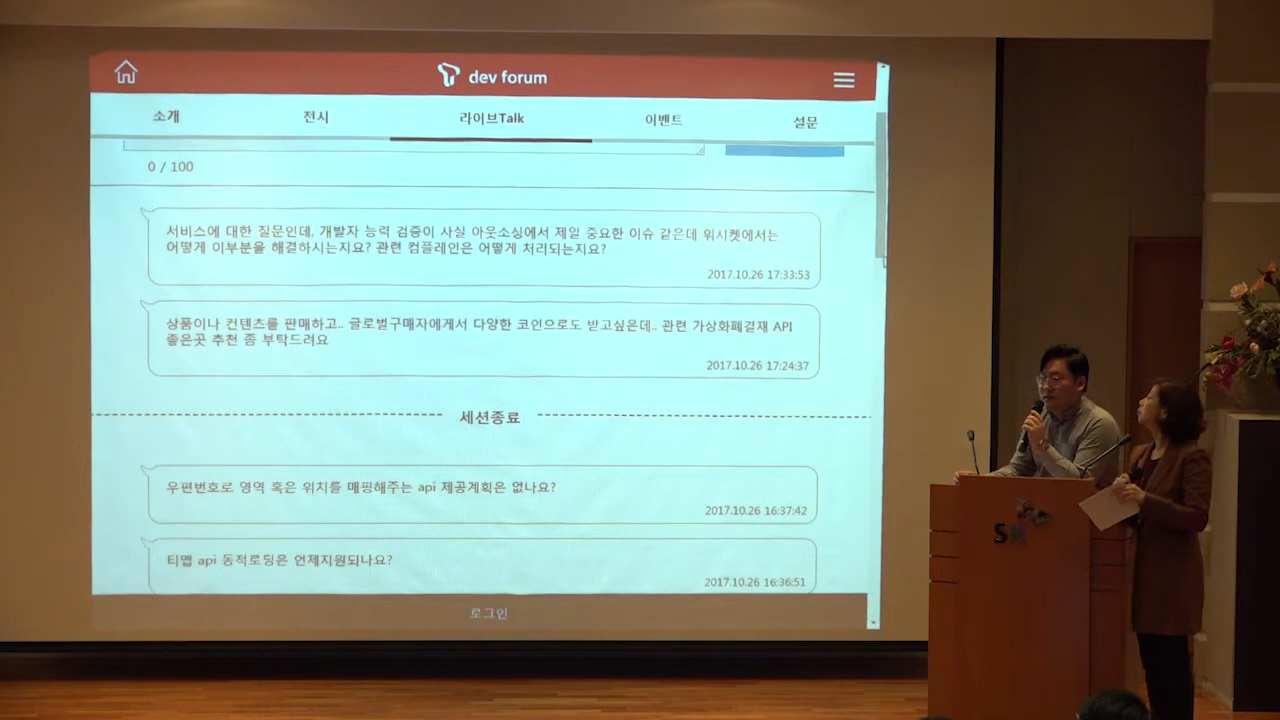 dev forum
소개 전시 라이브Talk 이벤트 설문
0 / 100
서비스에 대한 질문인데, 개발자 능력 검증이 사실 아웃소싱에서 제일 중요한 이슈 같은데 위시켓에서는
어떻게 이부분을 해결하시는지요? 관련 컴플레인은 어떻게 처리되는지요?
2017.10.26 17:33:53
상품이나 컨텐츠를 판매하고.. 글로벌구매자에게서 다양한 코인으로도 받고싶은데.. 관련 가상화폐결재 API
좋은곳 추천 좀 부탁드려요
2017.10.26 17:24:37
세션종료
우편번호로 영역 혹은 위치를 매핑해주는 api 제공계획은 없나요?
2017.10.26 16:37:42
티맵 api 동적로딩은 언제지원되나요?
2017.10.26 16:36:51
로그인
SK